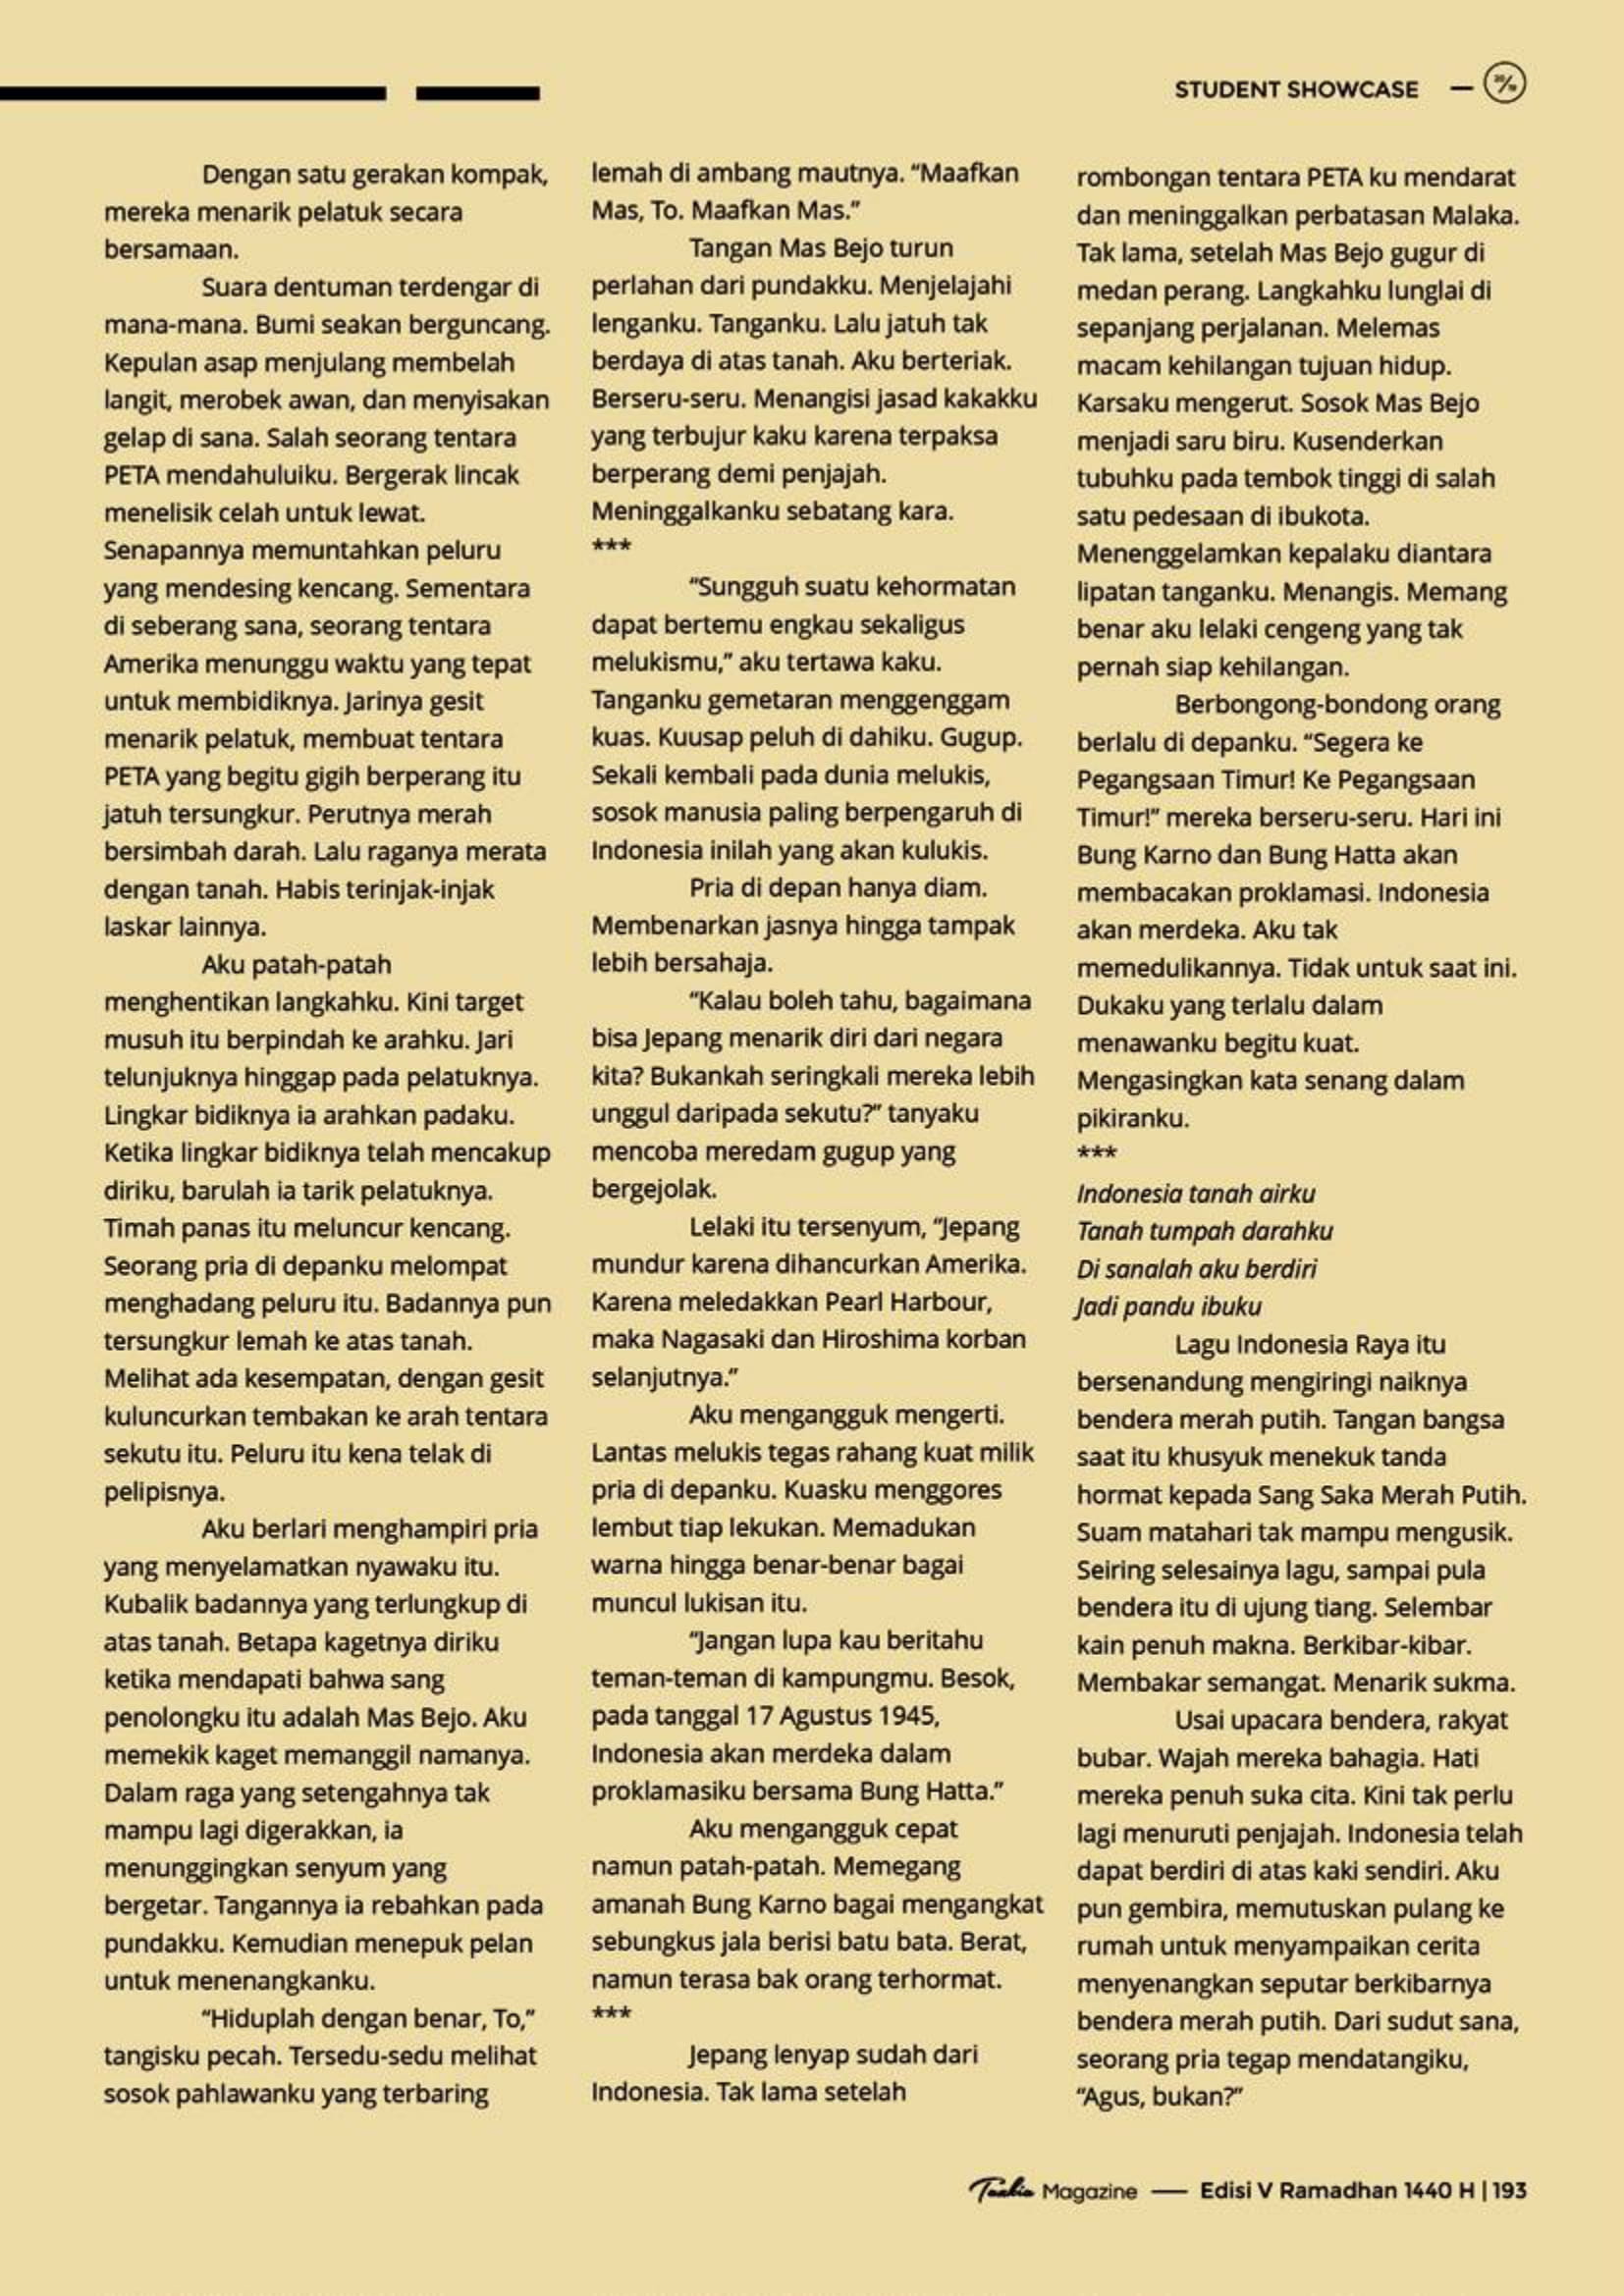 STUDENT SHOWCASE
Dengan satu gerakan kompak,
mereka menarik pelatuk secara
bersamaan.
Suara dentuman terdengar di
mana-mana. Bumi seakan berguncang.
Kepulan asap menjulang membelah
langit, merobek awan, dan menyisakan
gelap di sana. Salah seorang tentara
PETA mendahuluiku. Bergerak lincak
menelisik celah untuk lewat.
Senapannya memuntahkan peluru
yang mendesing kencang. Sementara
di seberang sana, seorang tentara
Amerika menunggu waktu yang tepat
untuk membidiknya. Jarinya gesit
menarik pelatuk, membuat tentara
PETA yang begitu gigih berperang itu
jatuh tersungkur. Perutnya merah
bersimbah darah. Lalu raganya merata
dengan tanah. Habis terinjak-injak
laskar lainnya.
Aku patah-patah
menghentikan langkahku. Kini target
musuh itu berpindah ke arahku. Jari
telunjuknya hinggap pada pelatuknya.
Lingkar bidiknya ia arahkan padaku.
Ketika lingkar bidiknya telah mencakup
diriku, barulah ia tarik pelatuknya.
Timah panas itu meluncur kencang.
Seorang pria di depanku melompat
menghadang peluru itu. Badannya pun
tersungkur lemah ke atas tanah.
Melihat ada kesempatan, dengan gesit
kuluncurkan tembakan ke arah tentara
sekutu itu. Peluru itu kena telak di
pelipisnya.
Aku berlari menghampiri pria
yang menyelamatkan nyawaku itu.
Kubalik badannya yang terlungkup di
atas tanah. Betapa kagetnya diriku
ketika mendapati bahwa sang
penolongku itu adalah Mas Bejo. Aku
memekik kaget memanggil namanya.
Dalam raga yang setengahnya tak
mampu lagi digerakkan, ia
menunggingkan senyum yang
bergetar. Tangannya ia rebahkan pada
pundakku. Kemudian menepuk pelan
untuk menenangkanku.
“Hiduplah dengan benar, To,”
tangisku pecah. Tersedu-sedu melihat
sosok pahlawanku yang terbaring
lemah di ambang mautnya. “Maafkan
Mas, To. Maafkan Mas.”
Tangan Mas Bejo turun
perlahan dari pundakku. Menjelajahi
lenganku. Tanganku. Lalu jatuh tak
berdaya di atas tanah. Aku berteriak.
Berseru-seru. Menangisi jasad kakakku
yang terbujur kaku karena terpaksa
berperang demi penjajah.
Meninggalkanku sebatang kara.
***
“Sungguh suatu kehormatan
dapat bertemu engkau sekaligus
melukismu,” aku tertawa kaku.
Tanganku gemetaran menggenggam
kuas. Kuusap peluh di dahiku. Gugup.
Sekali kembali pada dunia melukis,
sosok manusia paling berpengaruh di
Indonesia inilah yang akan kulukis.
Pria di depan hanya diam.
Membenarkan jasnya hingga tampak
lebih bersahaja.
“Kalau boleh tahu, bagaimana
bisa Jepang menarik diri dari negara
kita? Bukankah seringkali mereka lebih
unggul daripada sekutu?” tanyaku
mencoba meredam gugup yang
bergejolak.
Lelaki itu tersenyum, “Jepang
mundur karena dihancurkan Amerika.
Karena meledakkan Pearl Harbour,
maka Nagasaki dan Hiroshima korban
selanjutnya.”
Aku mengangguk mengerti.
Lantas melukis tegas rahang kuat milik
pria di depanku. Kuasku menggores
lembut tiap lekukan. Memadukan
warna hingga benar-benar bagai
muncul lukisan itu.
“Jangan lupa kau beritahu
teman-teman di kampungmu. Besok,
pada tanggal 17 Agustus 1945,
Indonesia akan merdeka dalam
proklamasiku bersama Bung Hatta.”
Aku mengangguk cepat
namun patah-patah. Memegang
amanah Bung Karno bagai mengangkat
sebungkus jala berisi batu bata. Berat,
namun terasa bak orang terhormat.
***
Jepang lenyap sudah dari
Indonesia. Tak lama setelah
rombongan tentara PETA ku mendarat
dan meninggalkan perbatasan Malaka.
Tak lama, setelah Mas Bejo gugur di
medan perang. Langkahku lunglai di
sepanjang perjalanan. Melemas
macam kehilangan tujuan hidup.
Karsaku mengerut. Sosok Mas Bejo
menjadi saru biru. Kusenderkan
tubuhku pada tembok tinggi di salah
satu pedesaan di ibukota.
Menenggelamkan kepalaku diantara
lipatan tanganku. Menangis. Memang
benar aku lelaki cengeng yang tak
pernah siap kehilangan.
Berbongong-bondong orang
berlalu di depanku. “Segera ke
Pegangsaan Timur! Ke Pegangsaan
Timur!” mereka berseru-seru. Hari ini
Bung Karno dan Bung Hatta akan
membacakan proklamasi. Indonesia
akan merdeka. Aku tak
memedulikannya. Tidak untuk saat ini.
Dukaku yang terlalu dalam
menawanku begitu kuat.
Mengasingkan kata senang dalam
pikiranku.
***
Indonesia tanah airku
Tanah tumpah darahku
Di sanalah aku berdiri
Jadi pandu ibuku
Lagu Indonesia Raya itu
bersenandung mengiringi naiknya
bendera merah putih. Tangan bangsa
saat itu khusyuk menekuk tanda
hormat kepada Sang Saka Merah Putih.
Suam matahari tak mampu mengusik.
Seiring selesainya lagu, sampai pula
bendera itu di ujung tiang. Selembar
kain penuh makna. Berkibar-kibar.
Membakar semangat. Menarik sukma.
Usai upacara bendera, rakyat
bubar. Wajah mereka bahagia. Hati
mereka penuh suka cita. Kini tak perlu
lagi menuruti penjajah. Indonesia telah
dapat berdiri di atas kaki sendiri. Aku
pun gembira, memutuskan pulang ke
rumah untuk menyampaikan cerita
menyenangkan seputar berkibarnya
bendera merah putih. Dari sudut sana,
seorang pria tegap mendatangiku,
“Agus, bukan?”
Magazine — Edisi V Ramadhan 1440 H | 193